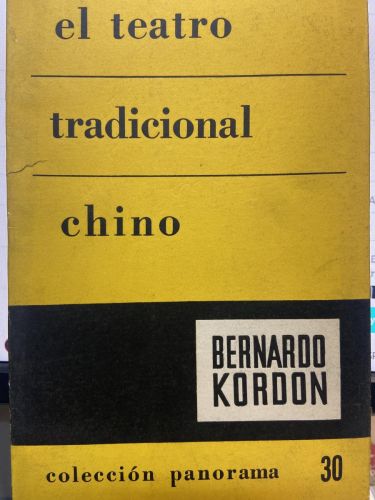 el teatro
tradicional
chino
BERNARDO
KORDON
colección panorama 30